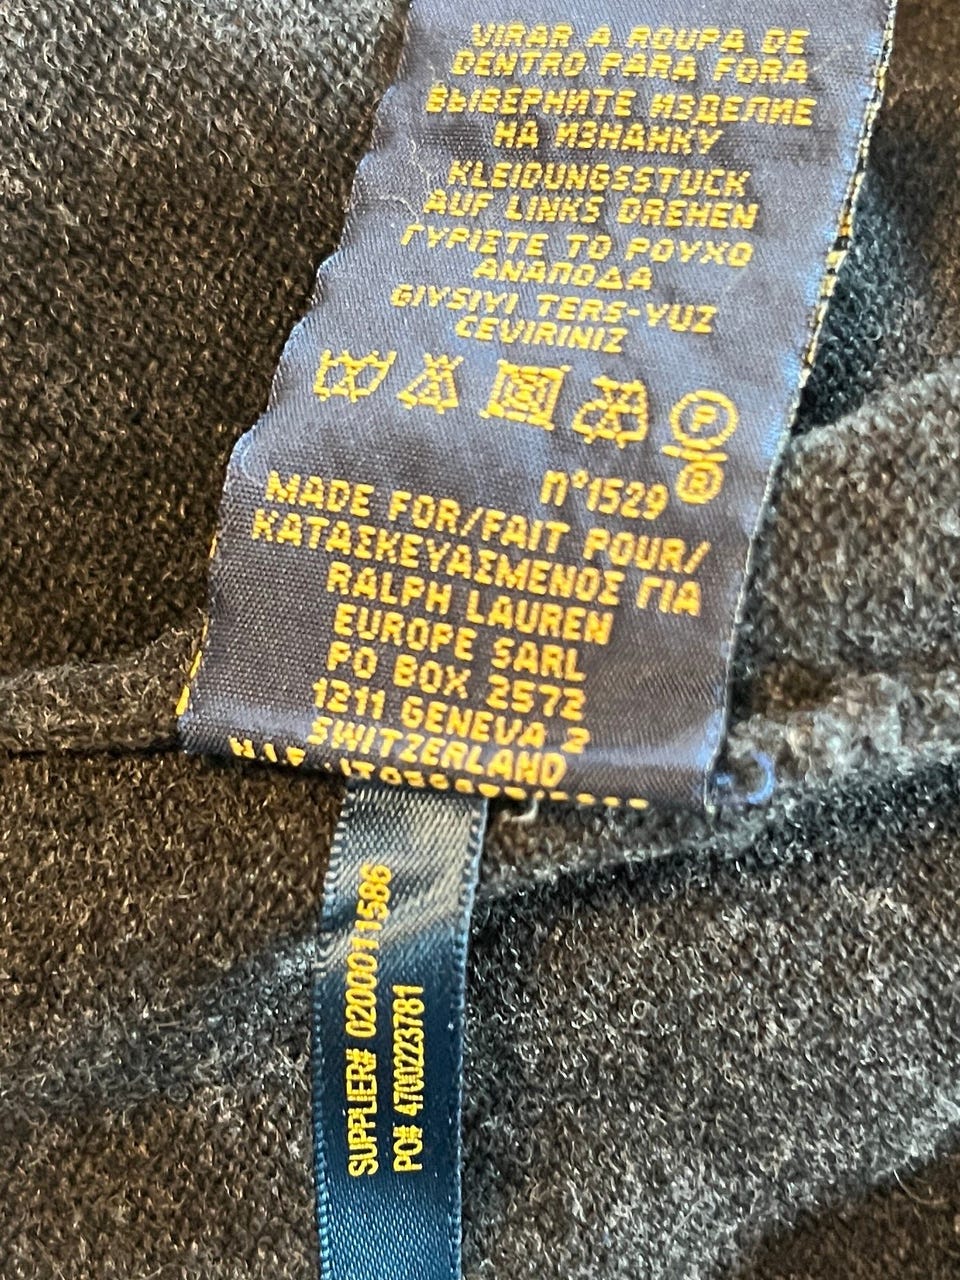 VIRAR A ROUPA DE
DENTRO PARA FORA
ВЫВЕРНИТЕ ИЗДЕЛИЕ
НА ИЗНАНКУ
KLEIDUNGSSTUCK
AUF LINKS DREHEN
ΓΥΡΙΣΤΕ ΤΟ ΡΟΥΧΟ
ΑΝΑΠΟΔΑ
GIYSIYI TERS-YUZ
CEVIRINIZ
P
n°1529 ®
MADE FOR/FAIT POUR/
ΚΑΤΑΣΚΕΥΑΣΜΕΝΟΣ ΓΙΑ
RALPH LAUREN
EUROPE SARL
PO BOX 2572
1211 GENEVA 2
SWITZERLAND
SUPPLIER# 0200011586
PO# 4700223781